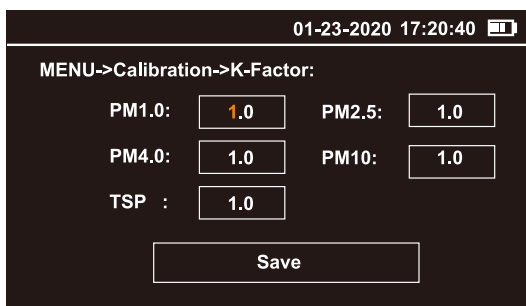 01-23-2020 17:20:40
MENU->Calibration->K-Factor:
PM1.0: 1.0 PM2.5: 1.0
PM4.0: 1.0 PM10: 1.0
TSP : 1.0
Save